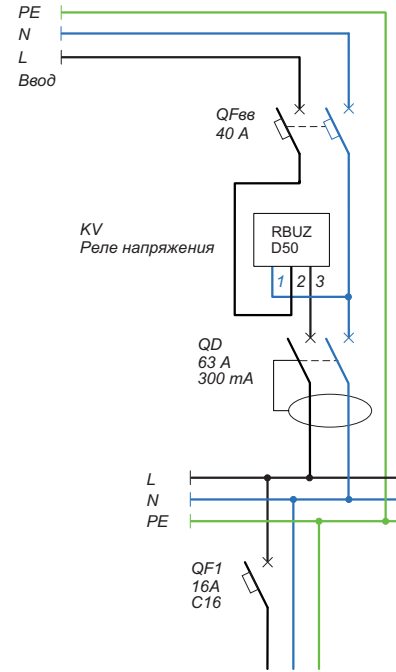 PE
N
L
Ввод
QFвв
40 A
KV
Реле напряжения
RBUZ
D50
1 2 3
QD
63 A
300 mA
L
N
PE
QF1
16A
C16